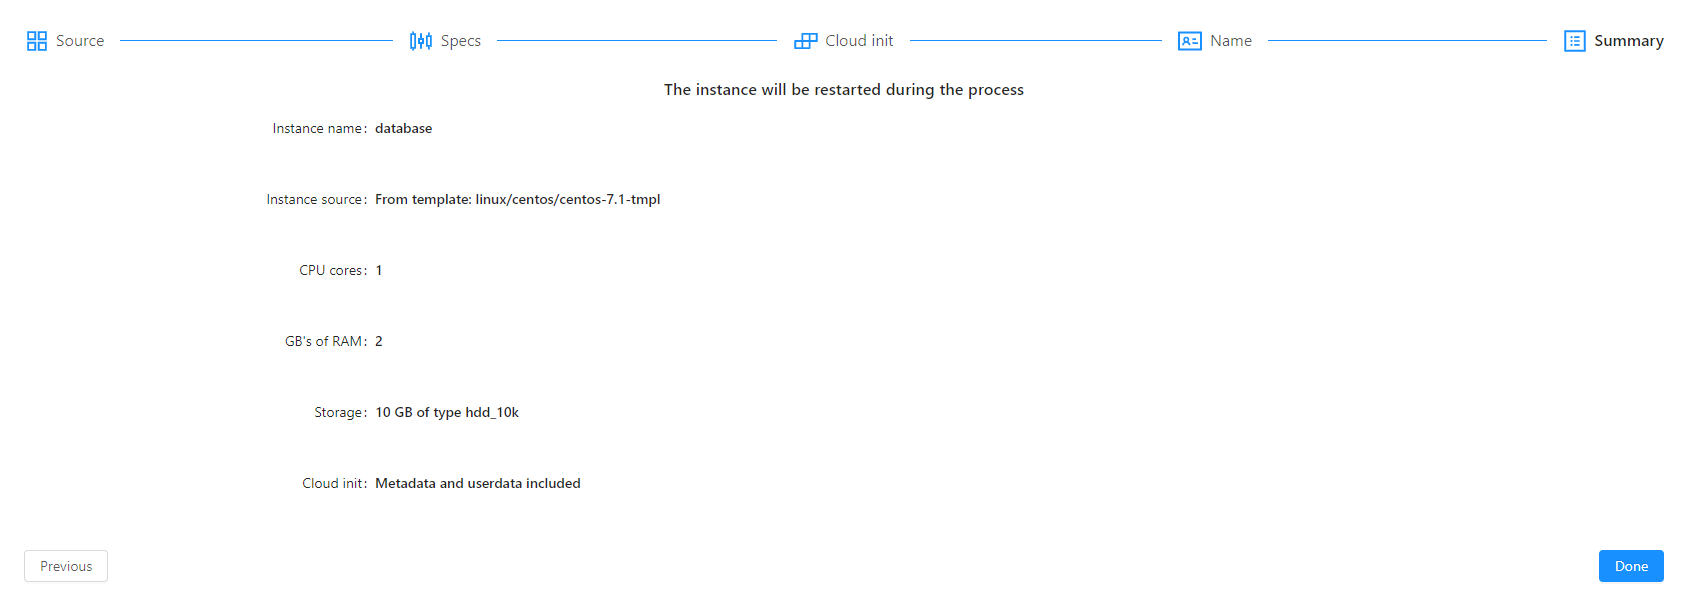 Source Specs Cloud init Name Summary
The instance will be restarted during the process
Instance name: database
Instance source: From template: linux/centos/centos-7.1-tmpl
CPU cores: 1
GB's of RAM: 2
Storage: 10 GB of type hdd_10k
Cloud init: Metadata and userdata included
Previous Done